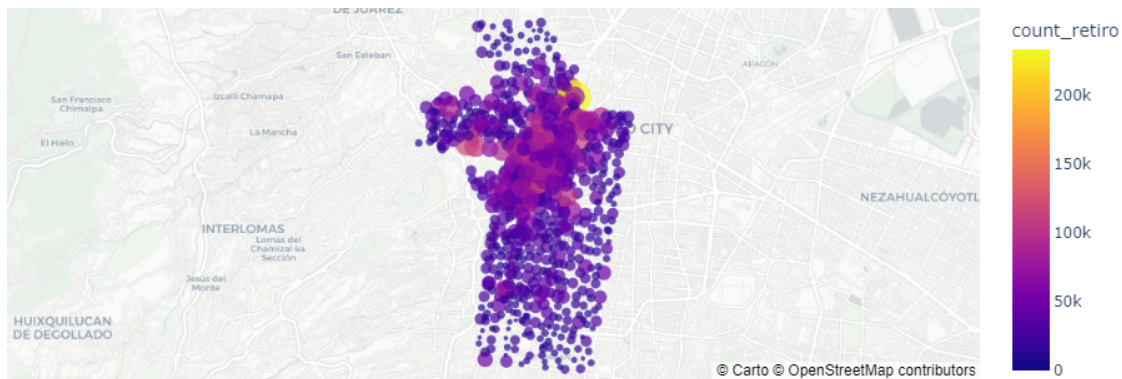 DE JUÁREZ
count_retiro
San Esteban
ARAGON
San Francisco
Chimalpa
Izcalli Chamapa
200k
La Mancha
O CITY
El Hielo
150k
NEZAHUALCÓYOTL
INTERLOMAS
Lomas del
Chamizal 4a
Sección
100k
Jesús del
Monte
50k
HUIXQUILUCAN
DE DEGOLLADO
© Carto © OpenStreetMap contributors
0